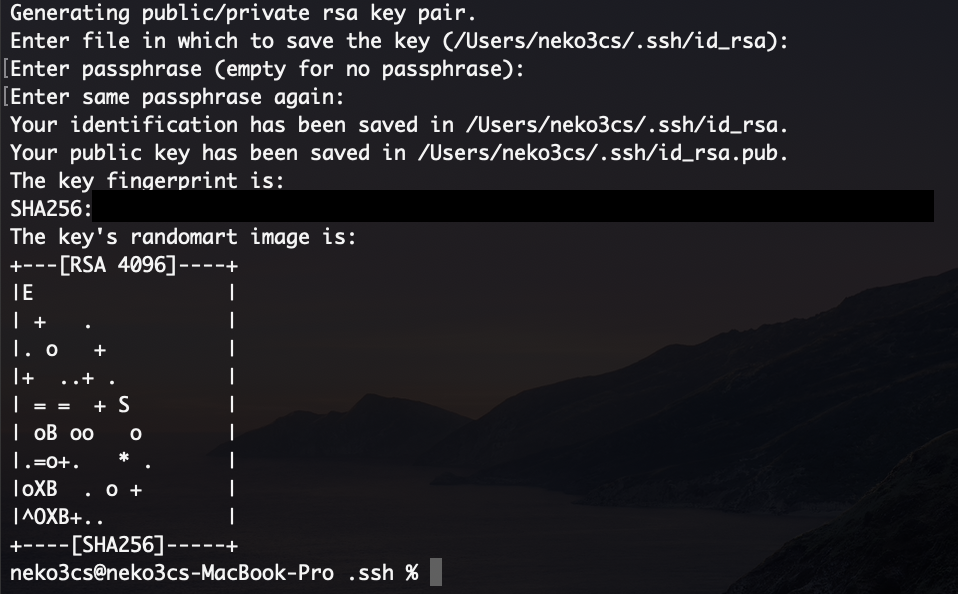 Generating public/private rsa key pair.
Enter file in which to save the key (/Users/neko3cs/.ssh/id_rsa):
[Enter passphrase (empty for no passphrase):
[Enter same passphrase again:
Your identification has been saved in /Users/neko3cs/.ssh/id_rsa.
Your public key has been saved in /Users/neko3cs/.ssh/id_rsa.pub.
The key fingerprint is:
SHA256:
The key's randomart image is:
+---[RSA 4096]----+
|E                |
| +   .           |
|. o   +          |
|+  ..+ .         |
| = =  + S        |
| oB oo   o       |
|.=o+.   * .      |
|oXB  . o +       |
|^OXB+..          |
+----[SHA256]-----+
neko3cs@neko3cs-MacBook-Pro .ssh %